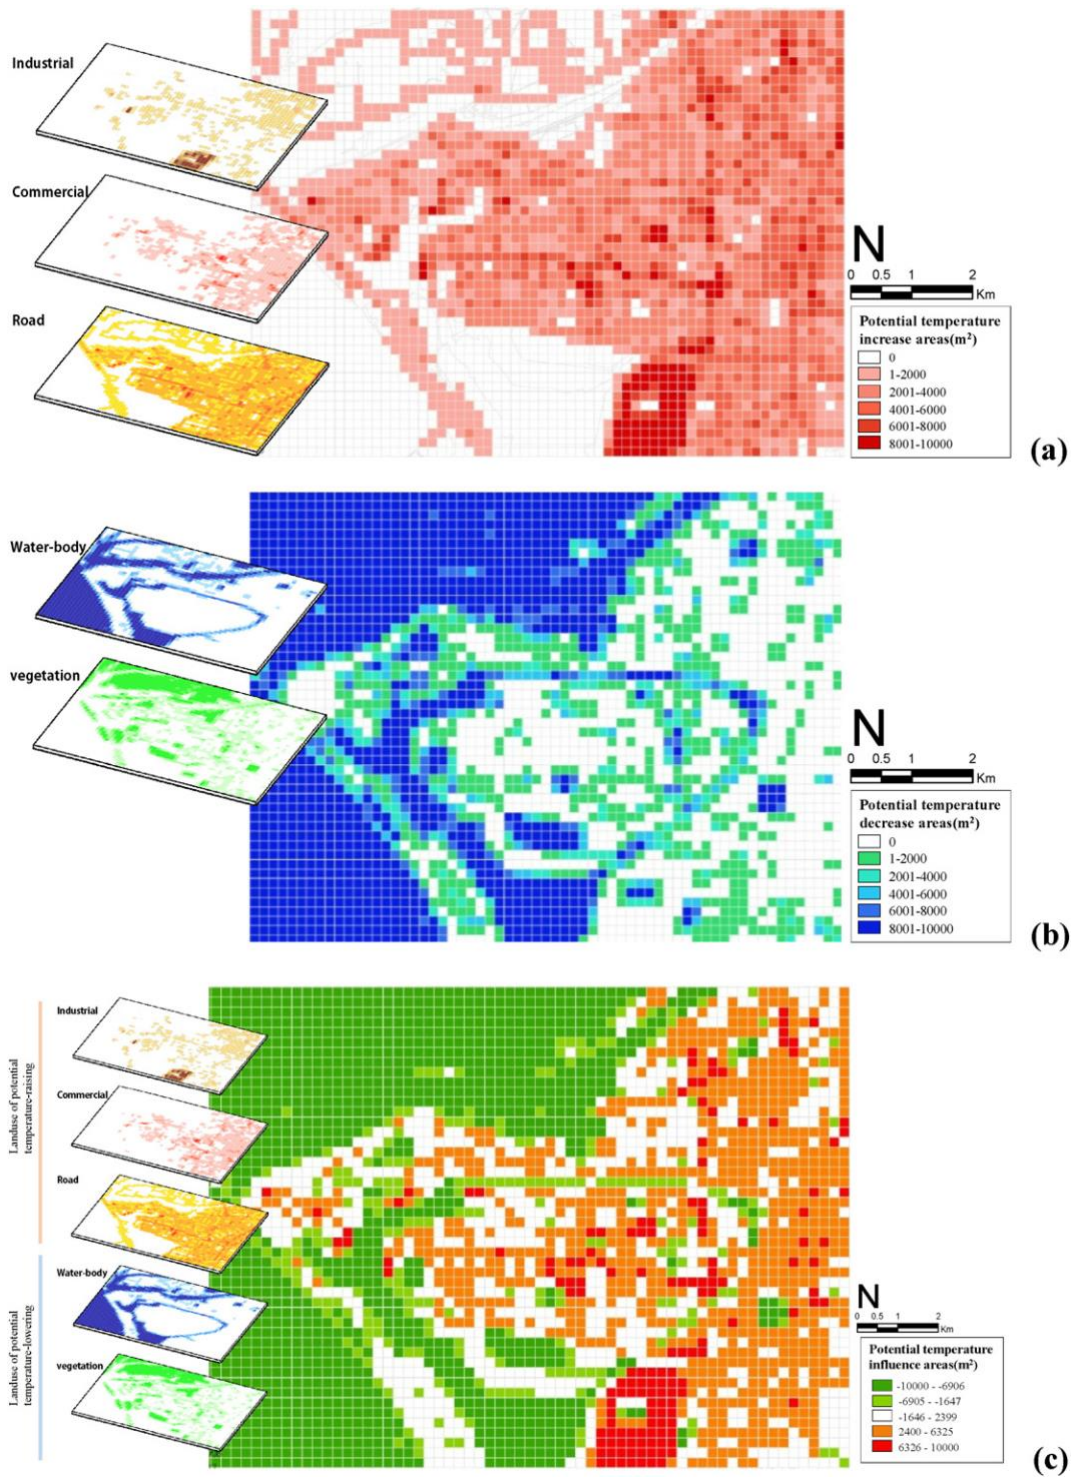 Industrial
Commercial
Road
N
0 0.5 1 2
Km
Potential temperature
increase areas(m²)
0
1-2000
2001-4000
4001-6000
6001-8000
8001-10000
(a)
Water-body
vegetation
N
0 0.5 1 2
Km
Potential temperature
decrease areas(m²)
0
1-2000
2001-4000
4001-6000
6001-8000
8001-10000
(b)
Landuse of potential
temperature-raising
Industrial
Commercial
Road
Landuse of potential
temperature-lowering
Water-body
vegetation
N
0 0.5 1 2
Km
Potential temperature
influence areas(m²)
-10000 - -6906
-6905 - -1647
-1646 - 2399
2400 - 6325
6326 - 10000
(c)